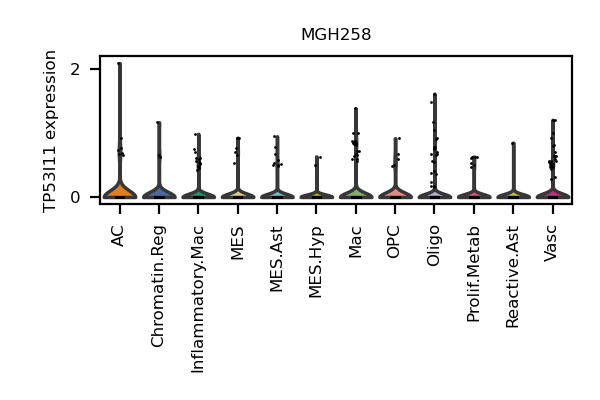 MGH258
TP53I11 expression
2
0
AC
Chromatin.Reg
Inflammatory.Mac
MES
MES.Ast
MES.Hyp
Mac
OPC
Oligo
Prolif.Metab
Reactive.Ast
Vasc